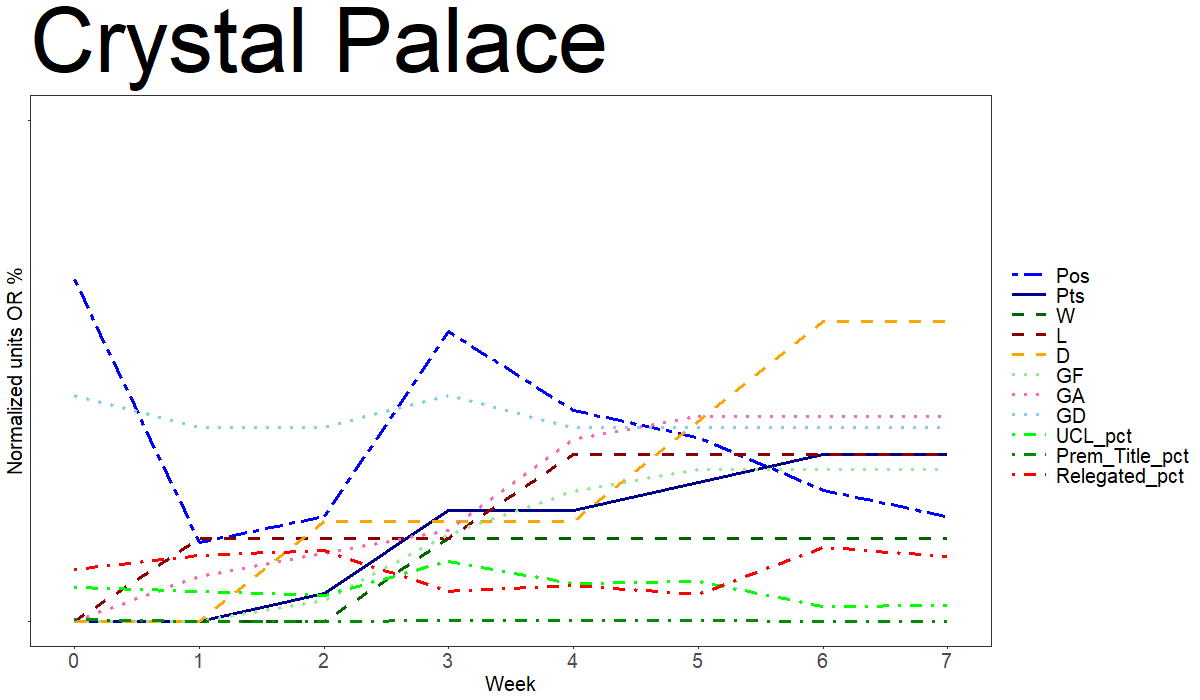 Crystal Palace
Normalized units OR %
0 1 2 3 4 5 6 7
Week
Pos
Pts
W
L
D
GF
GA
GD
UCL_pct
Prem_Title_pct
Relegated_pct